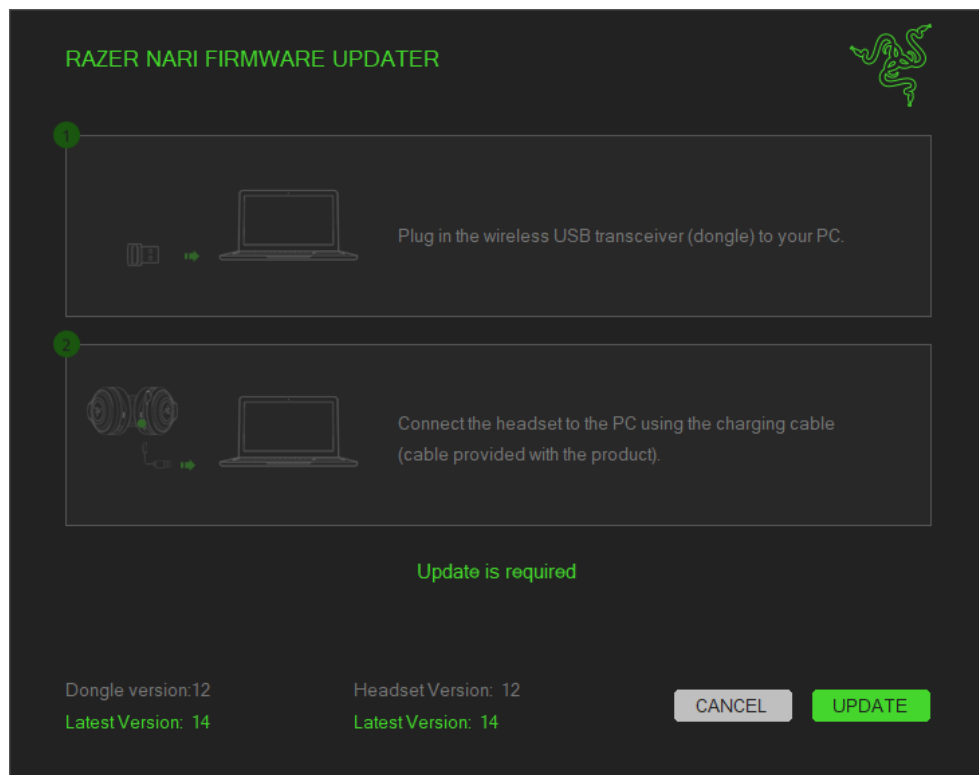 RAZER NARI FIRMWARE UPDATER
1
Plug in the wireless USB transceiver (dongle) to your PC.
2
Connect the headset to the PC using the charging cable
(cable provided with the product).
Update is required
Dongle version:12
Headset Version: 12
Latest Version: 14
Latest Version: 14
CANCEL
UPDATE